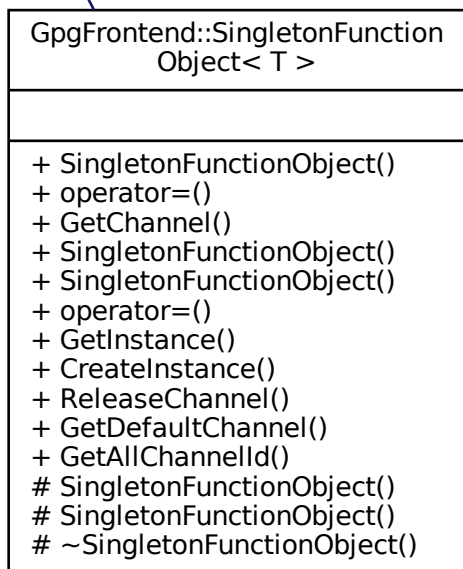 GpgFrontend::SingletonFunction
Object< T >
+ SingletonFunctionObject()
+ operator=()
+ GetChannel()
+ SingletonFunctionObject()
+ SingletonFunctionObject()
+ operator=()
+ GetInstance()
+ CreateInstance()
+ ReleaseChannel()
+ GetDefaultChannel()
+ GetAllChannelId()
# SingletonFunctionObject()
# SingletonFunctionObject()
# ~SingletonFunctionObject()